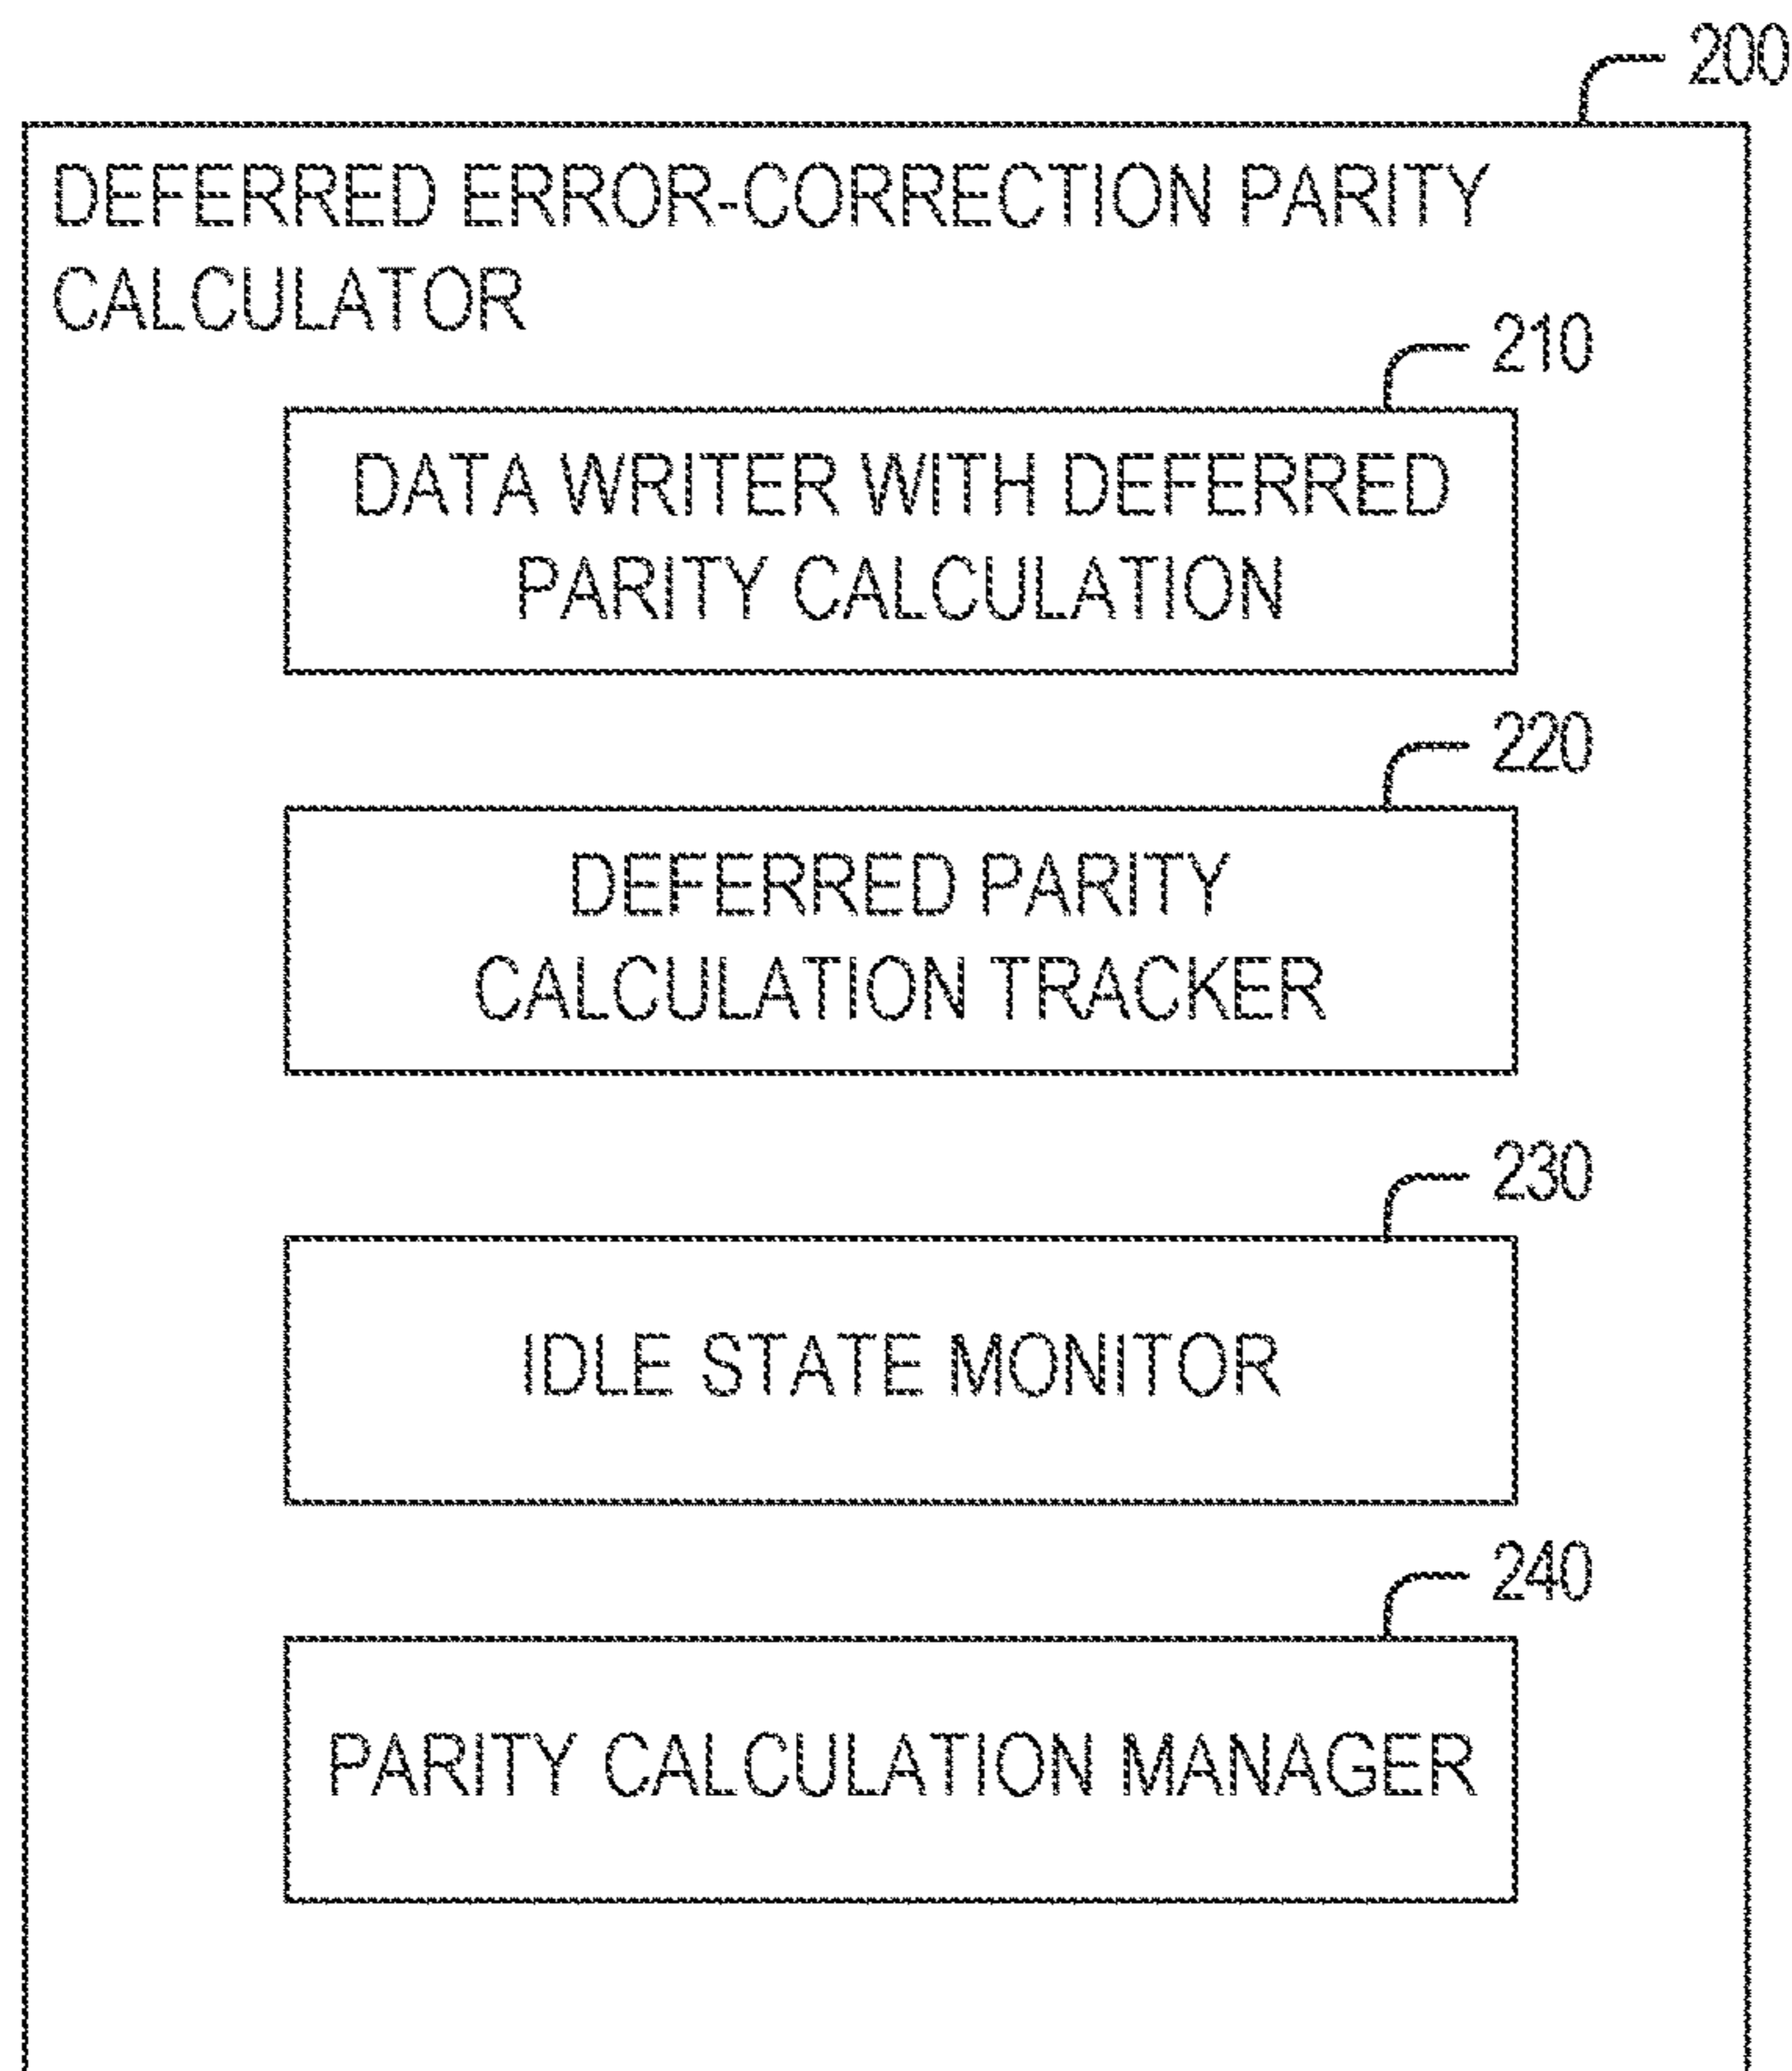 200
DEFERRED ERROR-CORRECTION PARITY
CALCULATOR
210
DATA WRITER WITH DEFERRED
PARITY CALCULATION
220
DEFERRED PARITY
CALCULATION TRACKER
230
IDLE STATE MONITOR
240
PARITY CALCULATION MANAGER